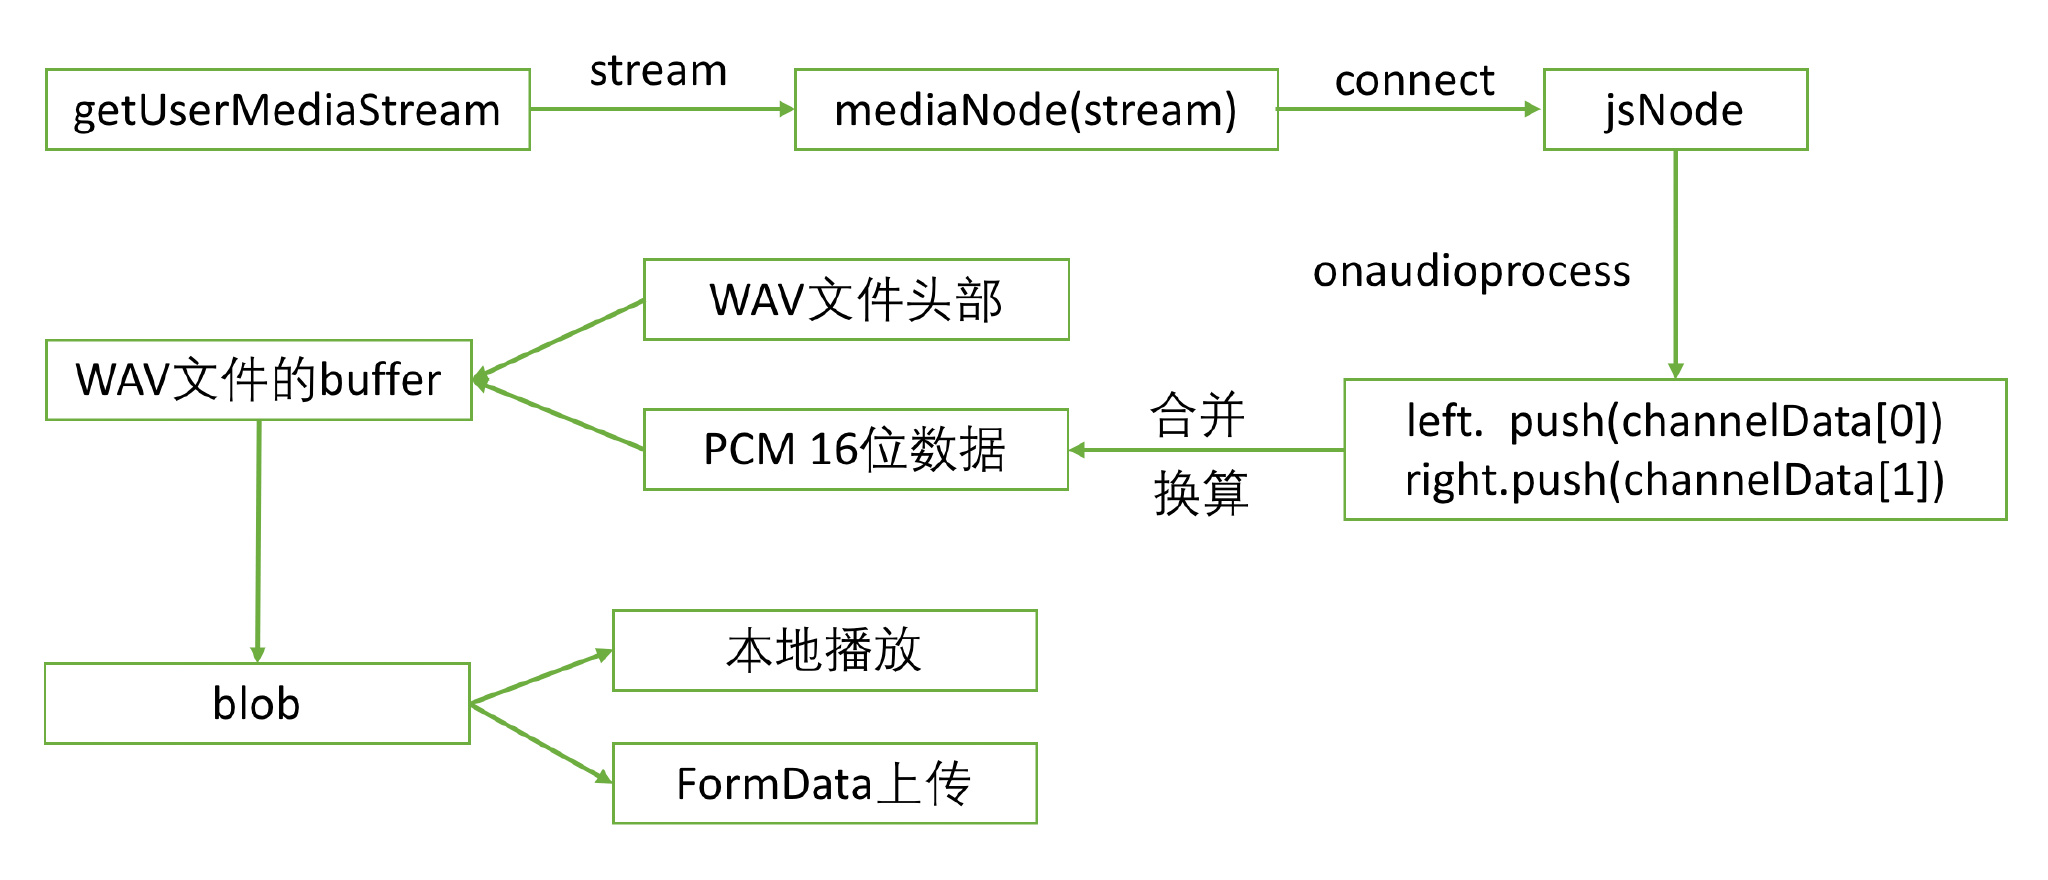 getUserMediaStream
stream
mediaNode(stream)
connect
jsNode
onaudioprocess
WAV文件头部
WAV文件的buffer
PCM 16位数据
合并
换算
left.  push(channelData[0])
right.push(channelData[1])
blob
本地播放
FormData上传